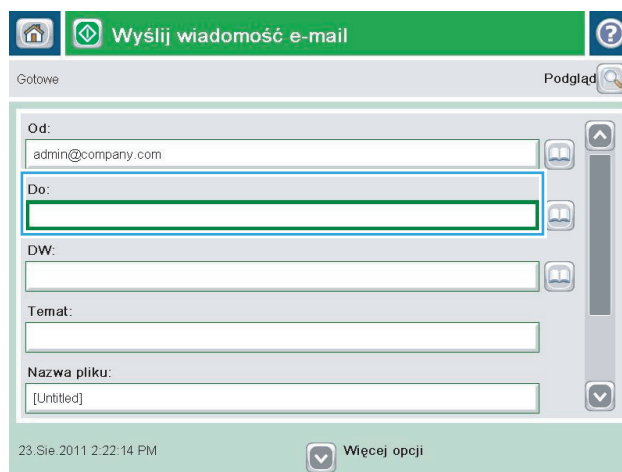 Wyślij wiadomość e-mail
Gotowe
Podgląd
Od:
admin@company.com
Do:
DW:
Temat:
Nazwa pliku:
[Untitled]
23.Sie.2011 2:22:14 PM
Więcej opcji